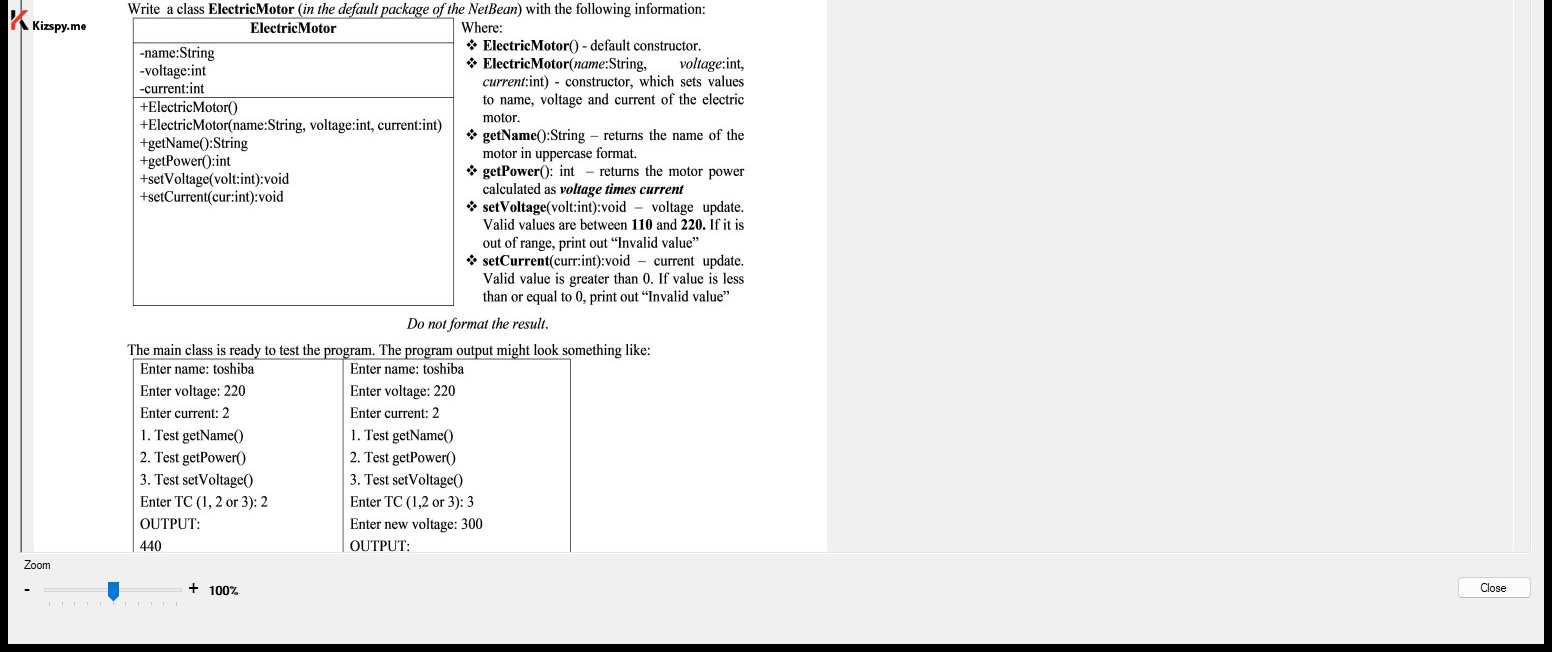 Kizspy.me
Write a class ElectricMotor (in the default package of the NetBean) with the following information:
ElectricMotor
-name:String
-voltage:int
-current:int
+ElectricMotor()
+ElectricMotor(name:String, voltage:int, current:int)
+getName():String
+getPower():int
+setVoltage(volt:int):void
+setCurrent(cur:int):void
Where:
❖ ElectricMotor() - default constructor.
❖ ElectricMotor(name:String, voltage:int,
current:int) - constructor, which sets values
to name, voltage and current of the electric
motor.
❖ getName():String – returns the name of the
motor in uppercase format.
❖ getPower(): int – returns the motor power
calculated as voltage times current
❖ setVoltage(volt:int):void – voltage update.
Valid values are between 110 and 220. If it is
out of range, print out “Invalid value”
❖ setCurrent(curr:int):void – current update.
Valid value is greater than 0. If value is less
than or equal to 0, print out “Invalid value”
Do not format the result.
The main class is ready to test the program. The program output might look something like:
Enter name: toshiba
Enter voltage: 220
Enter current: 2
1. Test getName()
2. Test getPower()
3. Test setVoltage()
Enter TC (1, 2 or 3): 2
OUTPUT:
440
Enter name: toshiba
Enter voltage: 220
Enter current: 2
1. Test getName()
2. Test getPower()
3. Test setVoltage()
Enter TC (1,2 or 3): 3
Enter new voltage: 300
OUTPUT:
Zoom
- + 100%
Close